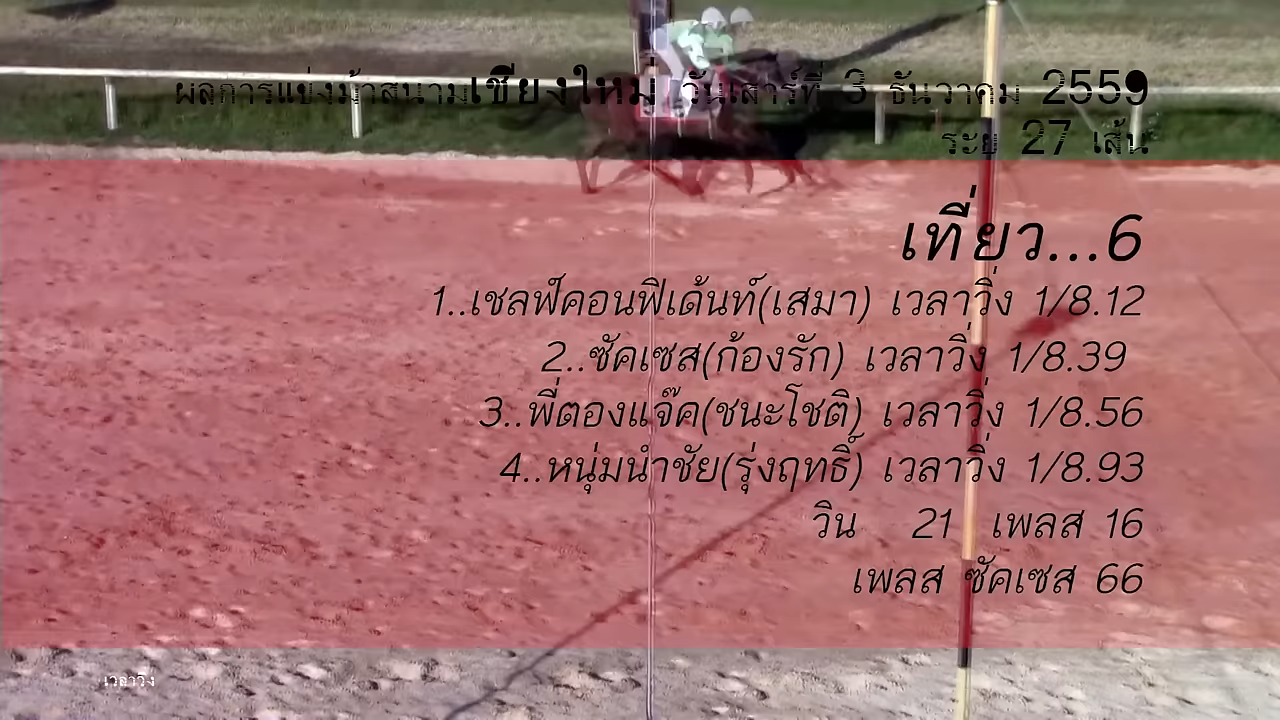 ผลการแข่งม้าสนามเชียงใหม่ วันเสาร์ที่ 3 ธันวาคม 2559
ระยะ 27 เส้น
เที่ยว...6
1..เชลฟ์คอนฟิเด้นท์(เสมา) เวลาวิ่ง 1/8.12
2..ซัคเซส(ก้องรัก) เวลาวิ่ง 1/8.39
3..พี่ตองแจ๊ค(ชนะโชติ) เวลาวิ่ง 1/8.56
4..หนุ่มนำชัย(รุ่งฤทธิ์) เวลาวิ่ง 1/8.93
วิน 21 เพลส 16
เพลส ซัคเซส 66
เวลาวิ่ง